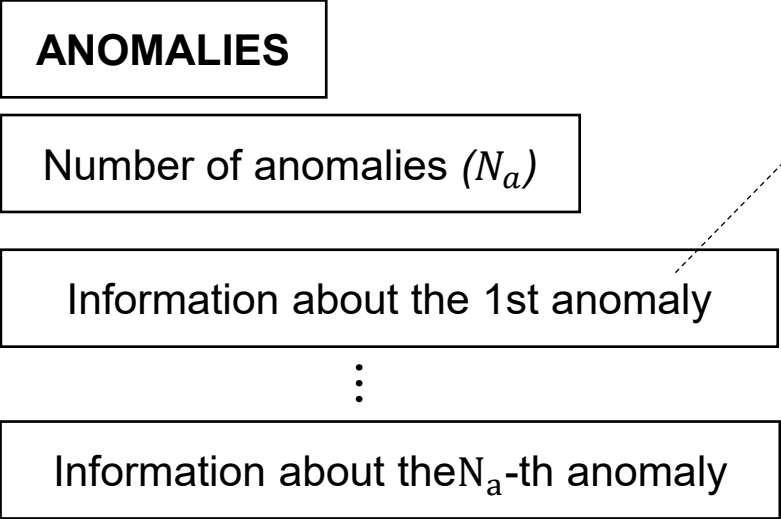 ANOMALIES
Number of anomalies (Nₐ)
Information about the 1st anomaly
⋮
Information about theNₐ-th anomaly